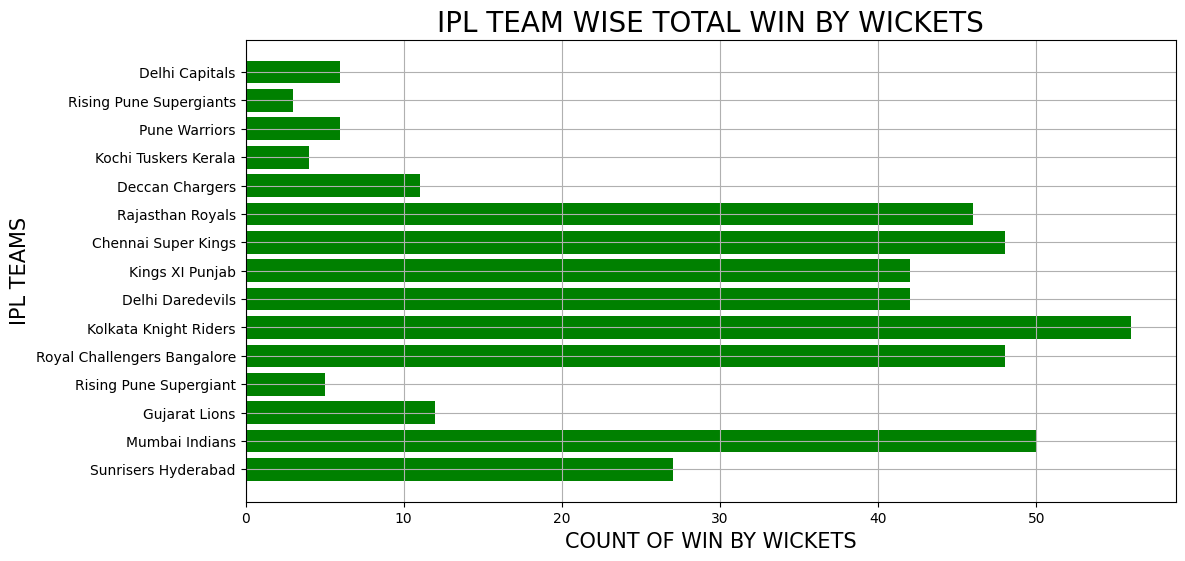 IPL TEAM WISE TOTAL WIN BY WICKETS
IPL TEAMS
Delhi Capitals
Rising Pune Supergiants
Pune Warriors
Kochi Tuskers Kerala
Deccan Chargers
Rajasthan Royals
Chennai Super Kings
Kings XI Punjab
Delhi Daredevils
Kolkata Knight Riders
Royal Challengers Bangalore
Rising Pune Supergiant
Gujarat Lions
Mumbai Indians
Sunrisers Hyderabad
0 10 20 30 40 50
COUNT OF WIN BY WICKETS